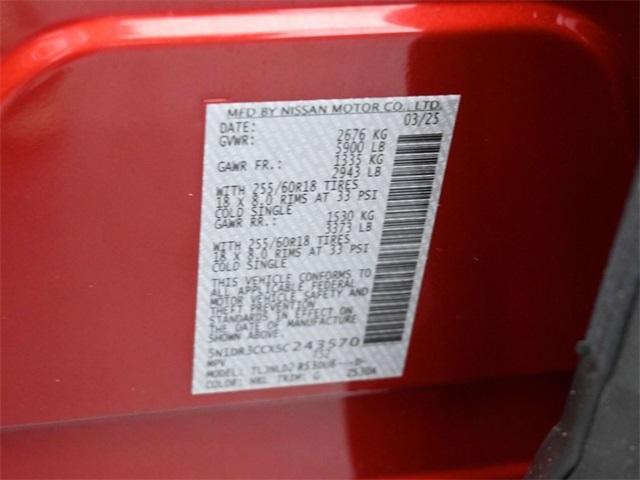 MFD BY NISSAN MOTOR CO., LTD.
DATE: 03/25
GVWR: 2676 KG
5900 LB
GAWR FR.: 1335 KG
2943 LB
WITH 255/60R18 TIRES
18 X 8.0 RIMS AT 33 PSI
COLD SINGLE
GAWR RR.: 1530 KG
3373 LB
WITH 255/60R18 TIRES
18 X 8.0 RIMS AT 33 PSI
COLD SINGLE
THIS VEHICLE CONFORMS TO
ALL APPLICABLE FEDERAL
MOTOR VEHICLE SAFETY AND
THEFT PREVENTION
STANDARDS IN EFFECT ON
THE DATE OF MANUFACTURE
5N1DR3CCXSC243570
MPV
MODEL:
COLOR: TRIM: G